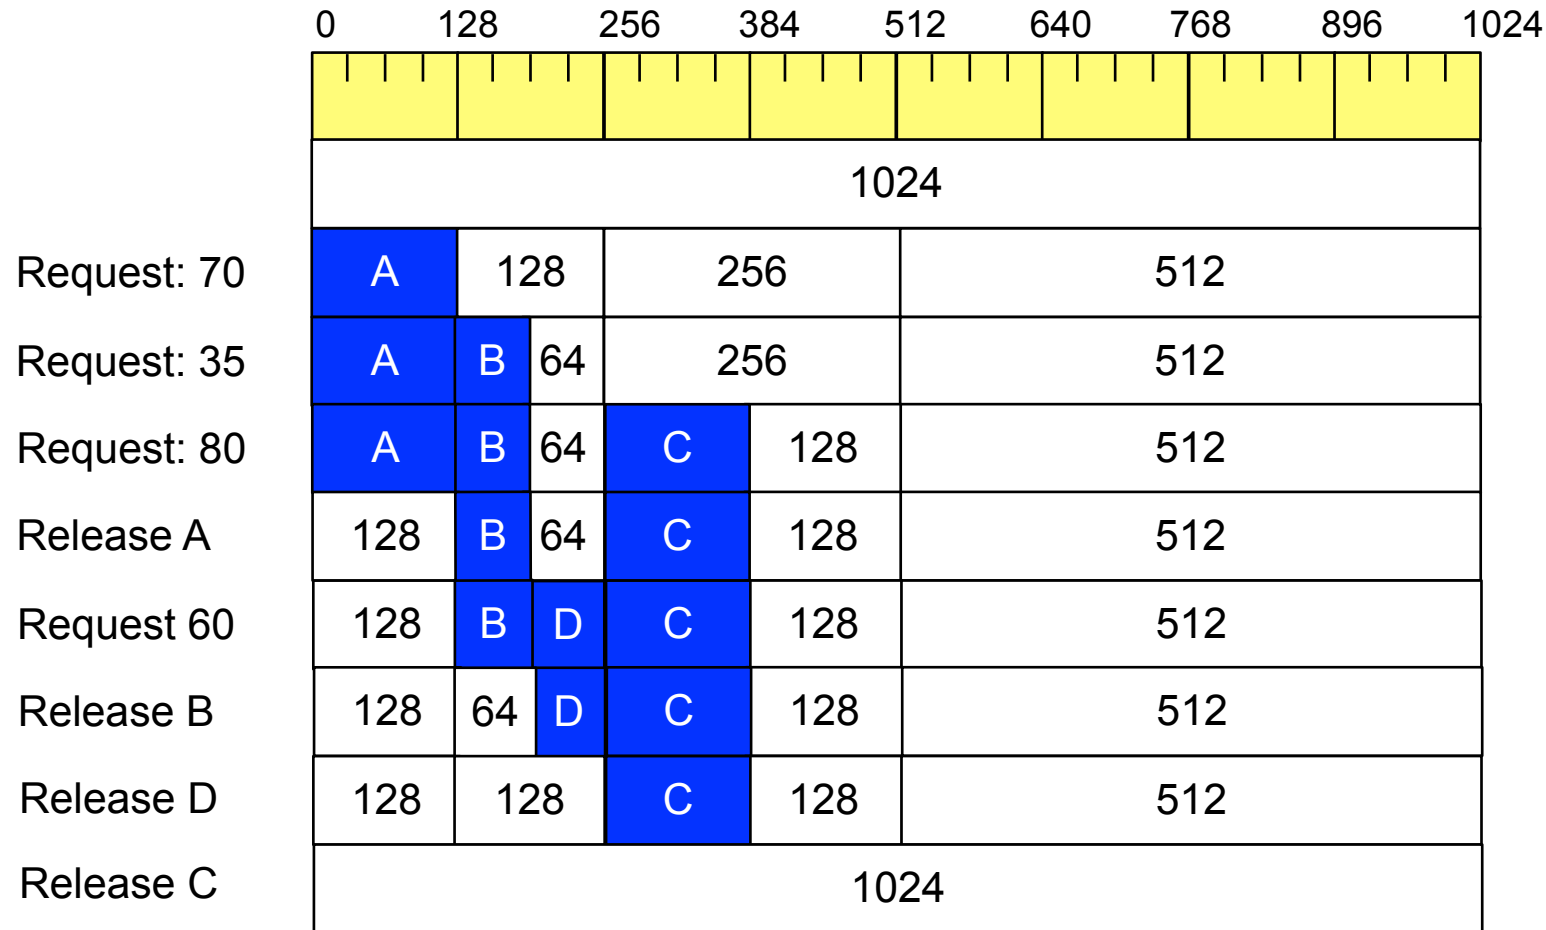 0 128 256 384 512 640 768 896 1024
1024
Request: 70 A 128 256 512
Request: 35 A B 64 256 512
Request: 80 A B 64 C 128 512
Release A 128 B 64 C 128 512
Request 60 128 B D C 128 512
Release B 128 64 D C 128 512
Release D 128 128 C 128 512
Release C 1024